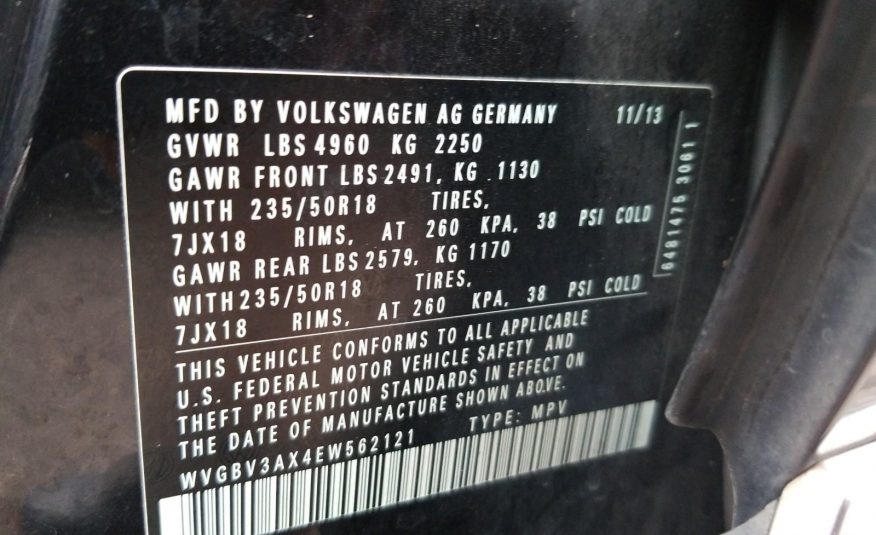 MFD BY VOLKSWAGEN AG GERMANY 11/13
GVWR LBS 4960 KG 2250
GAWR FRONT LBS 2491, KG 1130
WITH 235/50R18 TIRES,
7JX18 RIMS, AT 260 KPA, 38 PSI COLD
GAWR REAR LBS 2579, KG 1170
WITH 235/50R18 TIRES,
7JX18 RIMS, AT 260 KPA, 38 PSI COLD
THIS VEHICLE CONFORMS TO ALL APPLICABLE
U.S. FEDERAL MOTOR VEHICLE SAFETY AND
THEFT PREVENTION STANDARDS IN EFFECT ON
THE DATE OF MANUFACTURE SHOWN ABOVE.
WVGBV3AX4EW562121 TYPE: MPV
6481475 3061 1